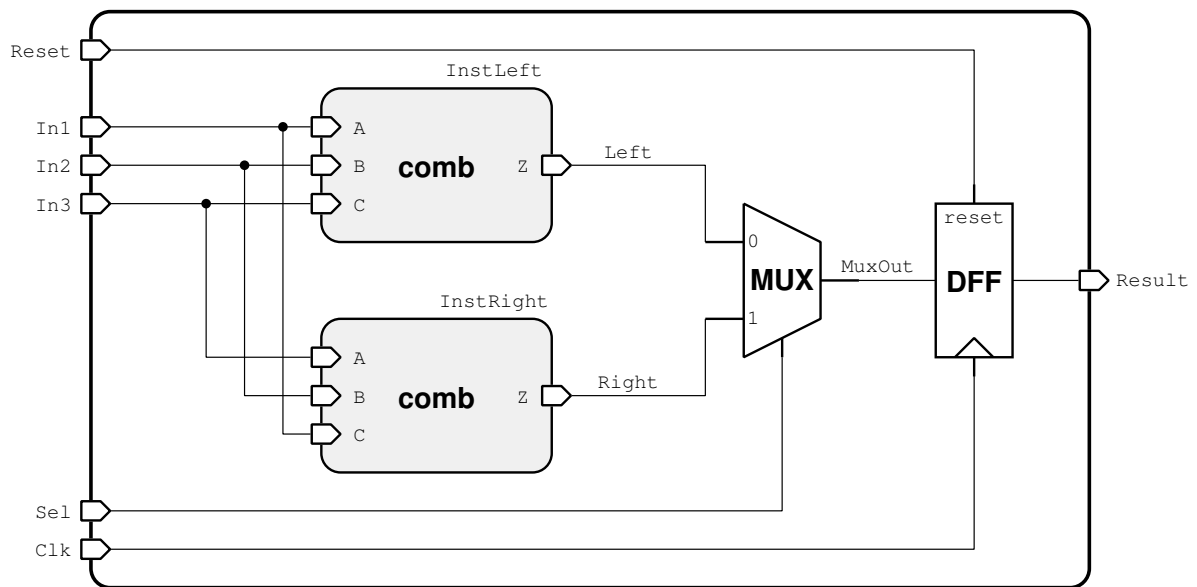 Reset
InstLeft
In1
A
In2
B
comb
Z
Left
In3
C
reset
0
MUX
MuxOut
DFF
Result
InstRight
1
A
B
comb
Z
Right
C
Sel
Clk